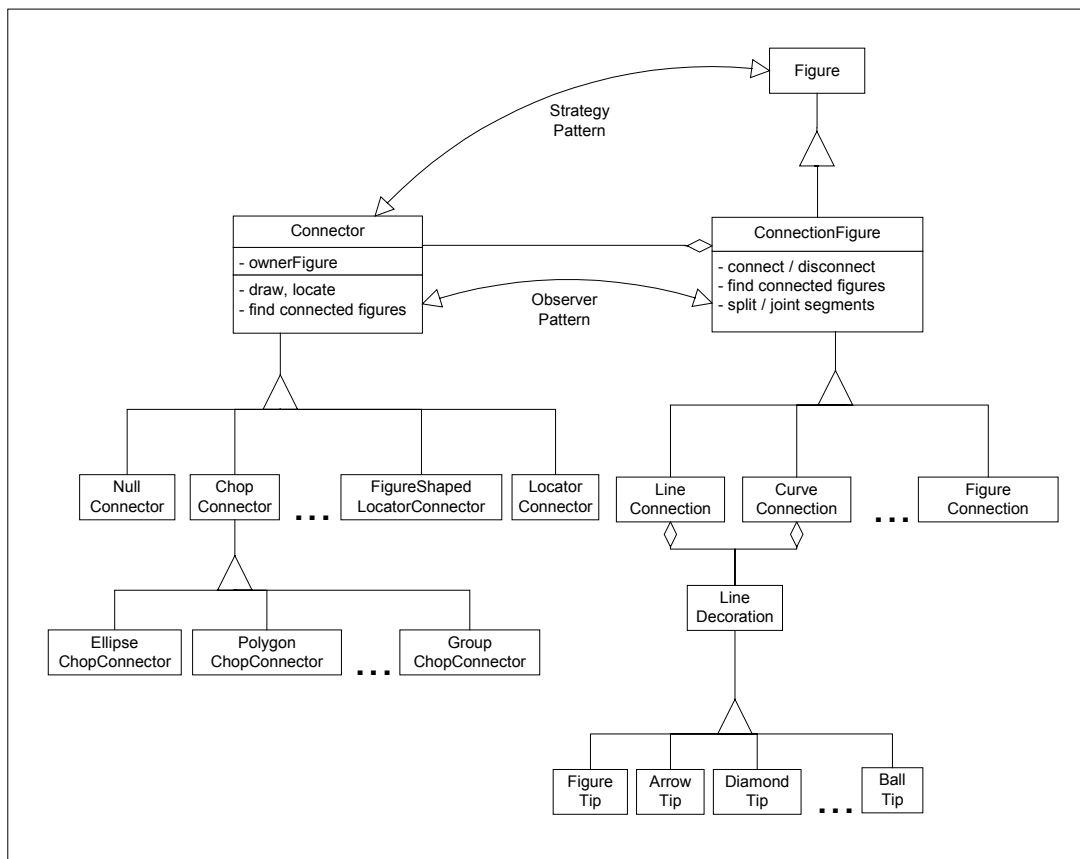 Figure
Strategy
Pattern
Connector
- ownerFigure
- draw, locate
- find connected figures
ConnectionFigure
- connect / disconnect
- find connected figures
- split / joint segments
Observer
Pattern
Null
Connector
Chop
Connector
...
FigureShaped
LocatorConnector
Locator
Connector
Line
Connection
Curve
Connection
...
Figure
Connection
Line
Decoration
Ellipse
ChopConnector
Polygon
ChopConnector
...
Group
ChopConnector
Figure
Tip
Arrow
Tip
Diamond
Tip
...
Ball
Tip